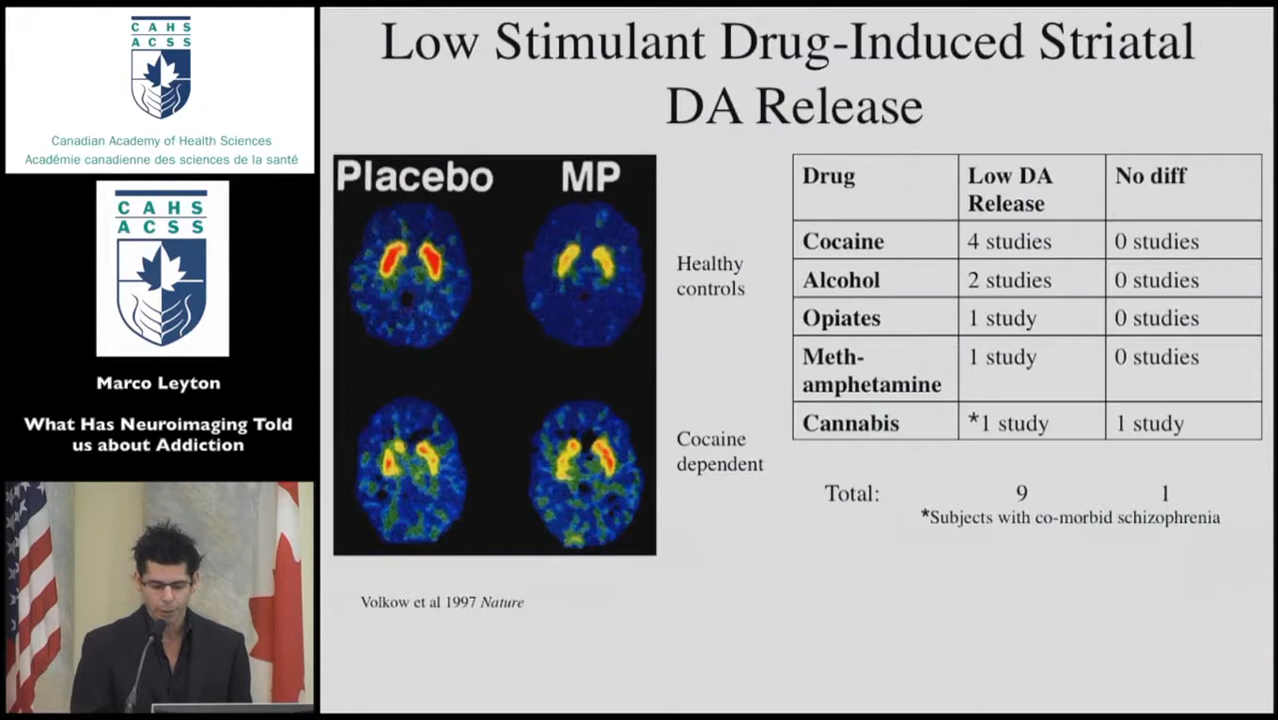 C A H S
A C S S
Canadian Academy of Health Sciences
Académie canadienne des sciences de la santé
C A H S
A C S S
Marco Leyton
What Has Neuroimaging Told
us about Addiction
Low Stimulant Drug-Induced Striatal
DA Release
Placebo MP
Healthy
controls
Cocaine
dependent
Volkow et al 1997 Nature
Drug Low DA Release No diff
Cocaine 4 studies 0 studies
Alcohol 2 studies 0 studies
Opiates 1 study 0 studies
Meth-amphetamine 1 study 0 studies
Cannabis *1 study 1 study
Total: 9 1
*Subjects with co-morbid schizophrenia